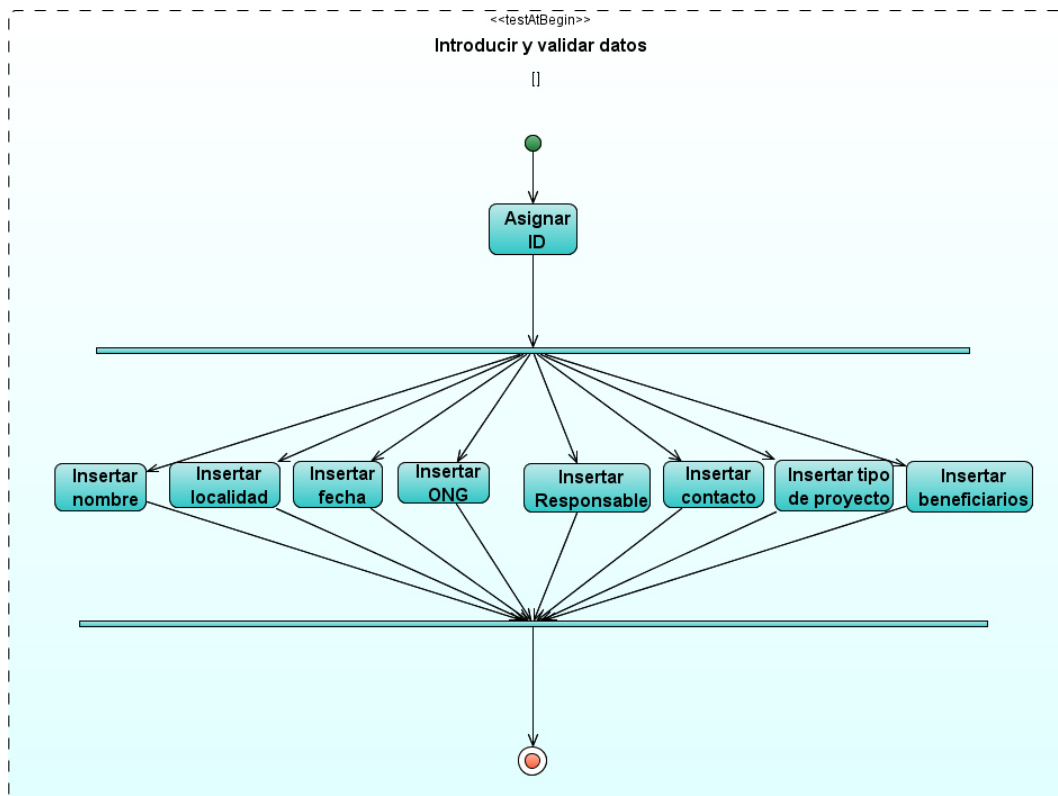 <<testAtBegin>>
Introducir y validar datos
[]
Asignar
ID
Insertar
nombre
Insertar
localidad
Insertar
fecha
Insertar
ONG
Insertar
Responsable
Insertar
contacto
Insertar tipo
de proyecto
Insertar
beneficiarios